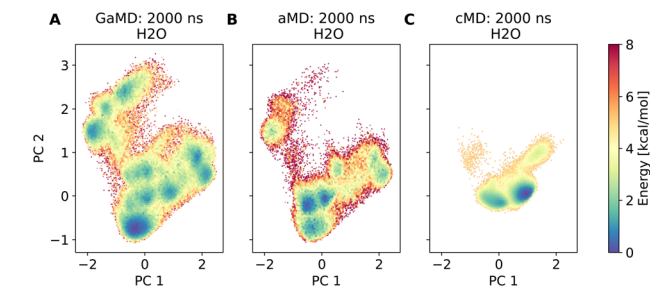 A GaMD: 2000 ns
H2O
B aMD: 2000 ns
H2O
C cMD: 2000 ns
H2O
PC 2
3
2
1
0
−1
−2 0 2
PC 1
−2 0 2
PC 1
−2 0 2
PC 1
8
6
4
2
0
Energy [kcal/mol]